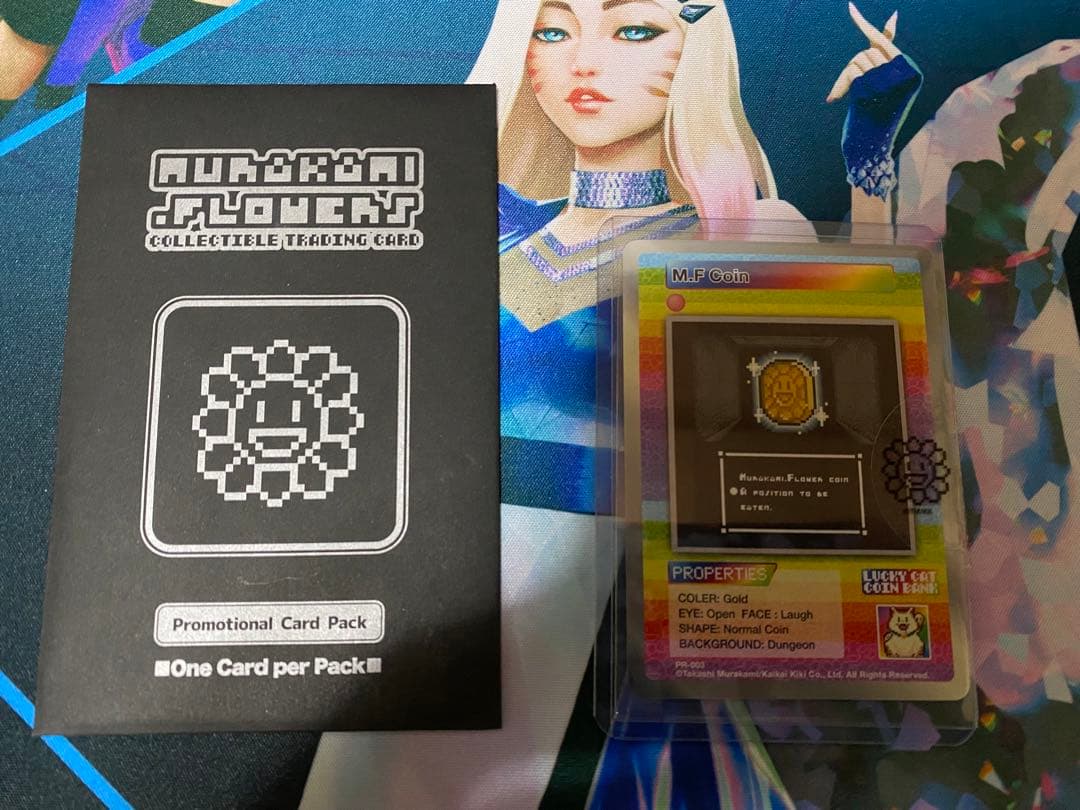 MURAKAMI
.FLOWERS
COLLECTIBLE TRADING CARD
Promotional Card Pack
One Card per Pack
M.F Coin
MURAKAMI.FLOWER COIN
A POSITION TO BE
EATEN.
PROPERTIES
COLER: Gold
EYE: Open FACE : Laugh
SHAPE: Normal Coin
BACKGROUND: Dungeon
LUCKY CAT
COIN BANK
PR-003
©Takashi Murakami/Kaikai Kiki Co., Ltd. All Rights Reserved.